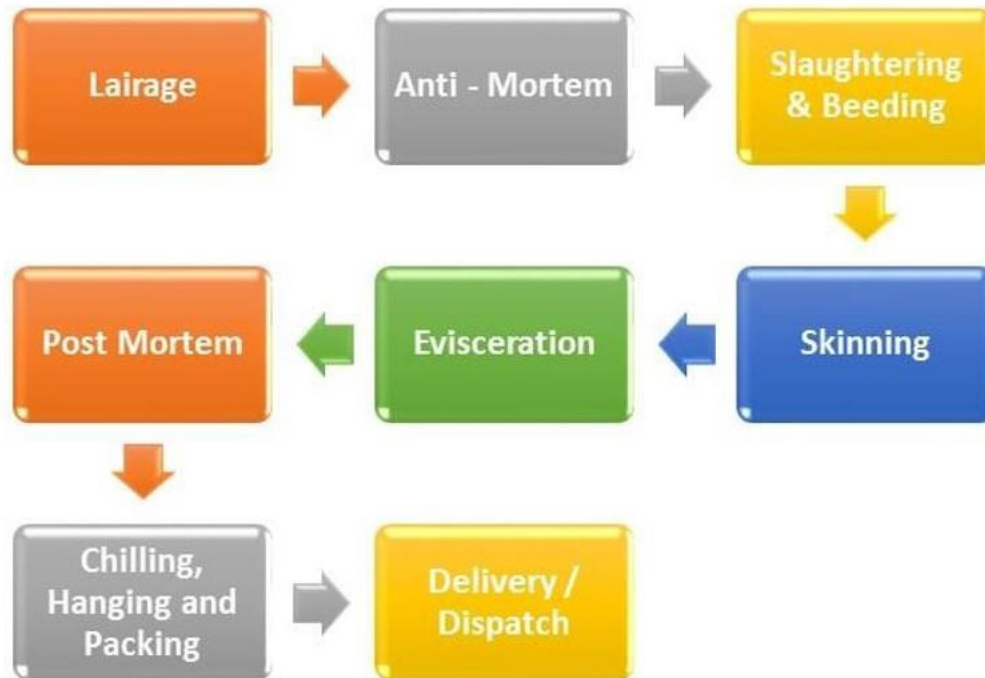 Lairage
Anti - Mortem
Slaughtering
& Beeding
Skinning
Evisceration
Post Mortem
Chilling,
Hanging and
Packing
Delivery /
Dispatch